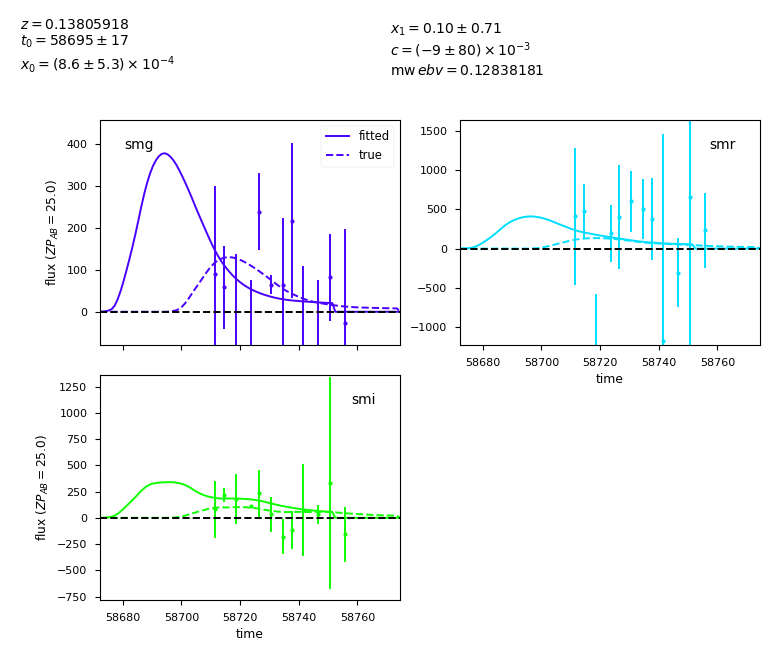 z = 0.13805918
t₀ = 58695 ± 17
x₀ = (8.6 ± 5.3) × 10⁻⁴
x₁ = 0.10 ± 0.71
c = (−9 ± 80) × 10⁻³
mw ebv = 0.12838181
smg
fitted
true
400
300
200
100
0
flux (ZP_AB = 25.0)
smr
1500
1000
500
0
−500
−1000
58680 58700 58720 58740 58760
time
smi
1250
1000
750
500
250
0
−250
−500
−750
flux (ZP_AB = 25.0)
58680 58700 58720 58740 58760
time